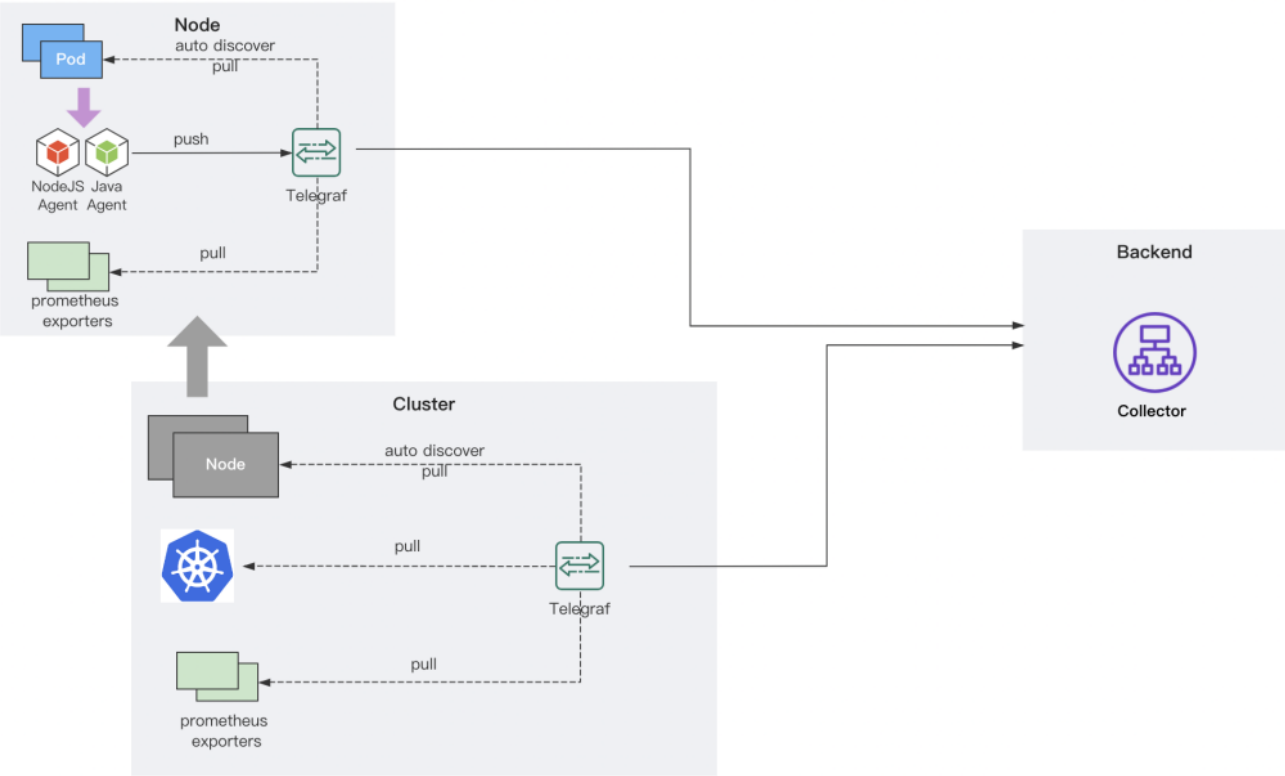 Node
auto discover
pull
Pod
push
NodeJS Java
Agent Agent
Telegraf
pull
prometheus
exporters
Backend
Collector
Cluster
auto discover
pull
Node
pull
Telegraf
pull
prometheus
exporters